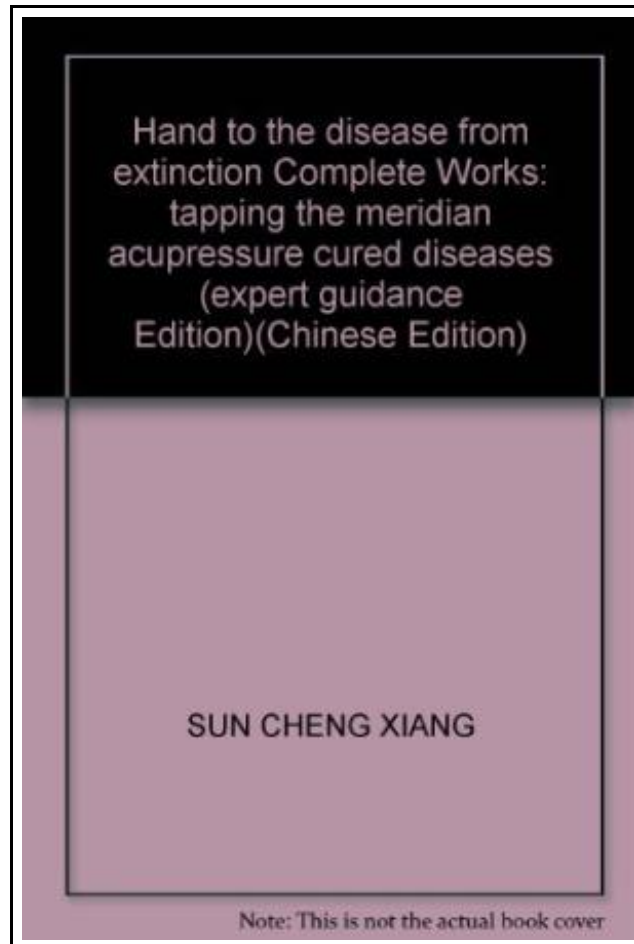 Hand to the disease from
extinction Complete Works:
tapping the meridian
acupressure cured diseases
(expert guidance
Edition)(Chinese Edition)
SUN CHENG XIANG
Note: This is not the actual book cover